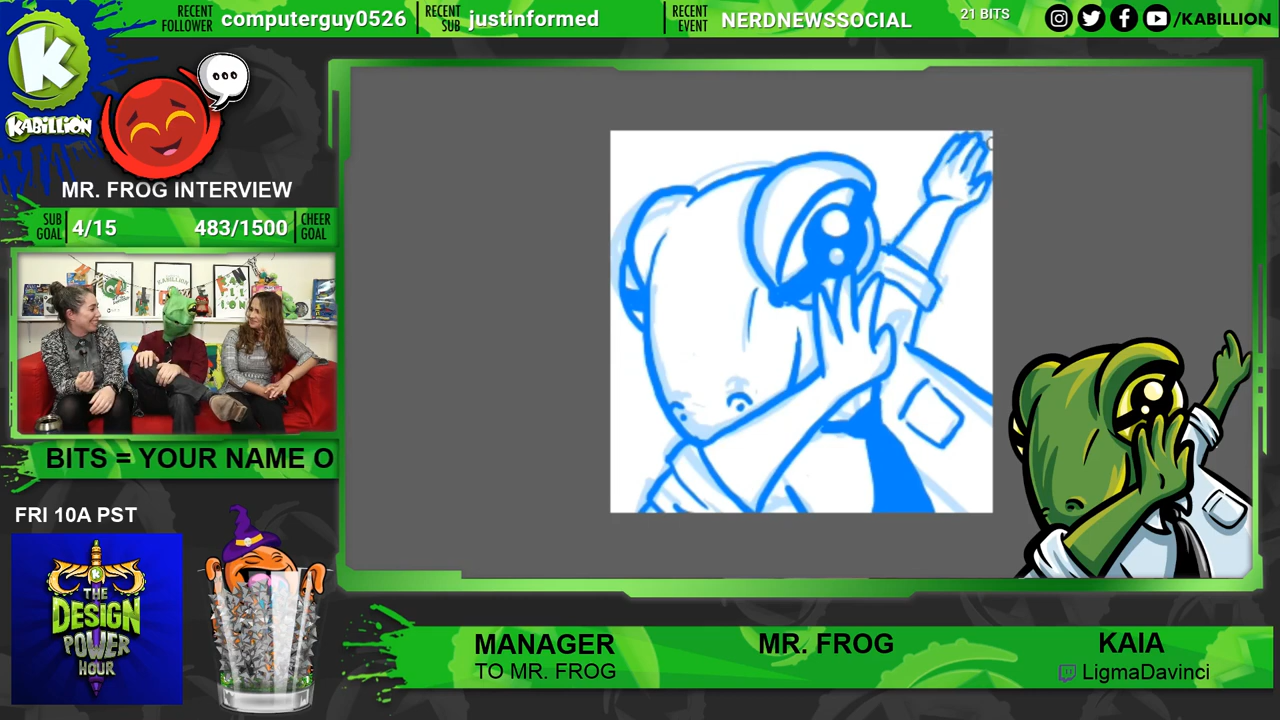 RECENT FOLLOWER computerguy0526
RECENT SUB justinformed
RECENT EVENT NERDNEWSSOCIAL
21 BITS
/KABILLION
K
KABILLION
MR. FROG INTERVIEW
SUB GOAL 4/15
483/1500 CHEER GOAL
BITS = YOUR NAME O
FRI 10A PST
K
THE
DESIGN
POWER
HOUR
MANAGER
TO MR. FROG
MR. FROG
KAIA
LigmaDavinci